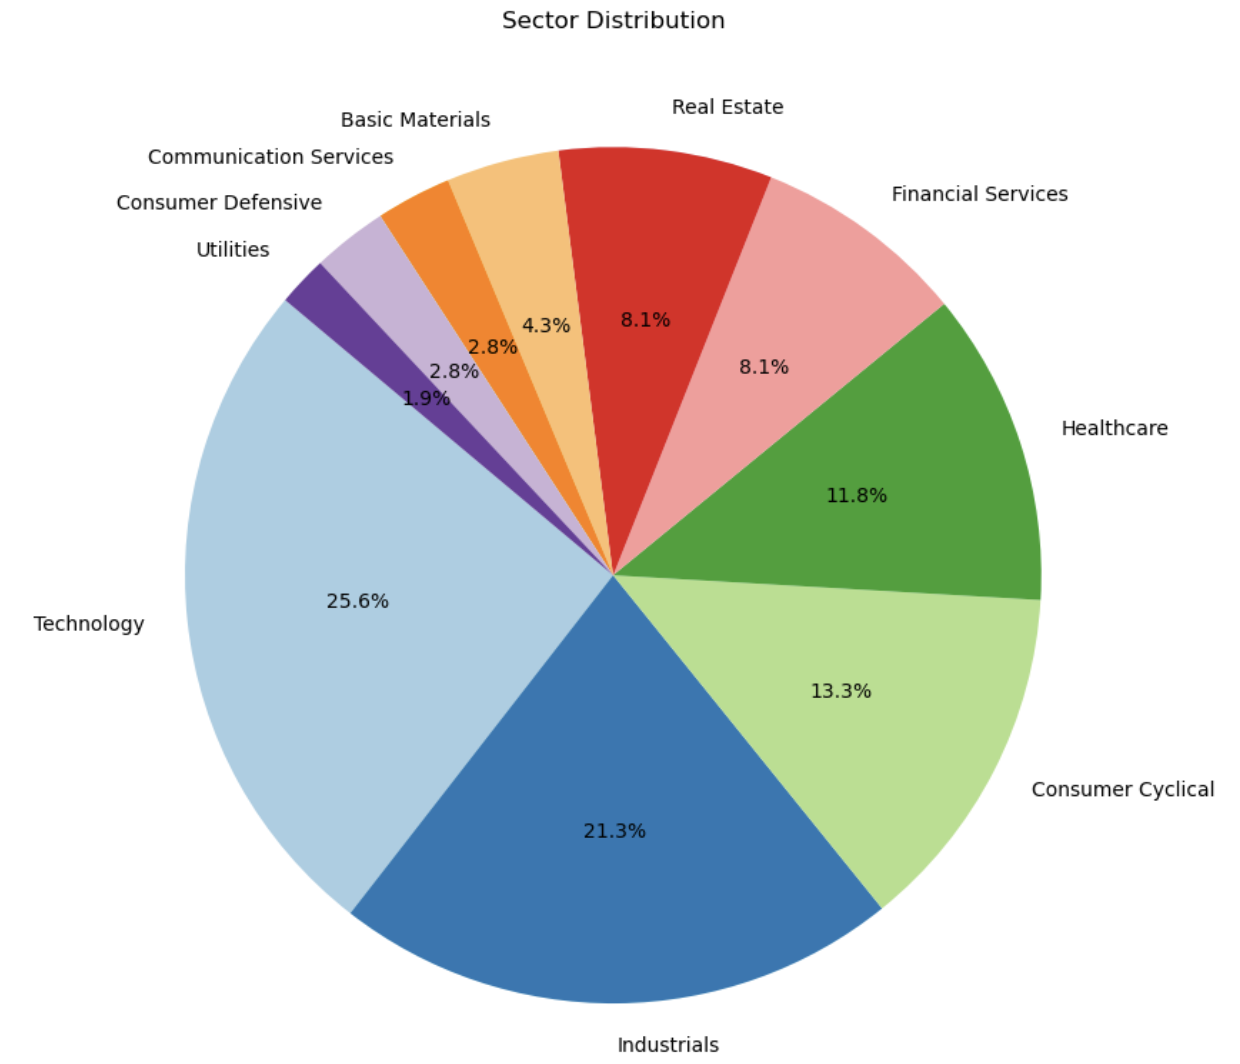 Sector Distribution
Real Estate
Basic Materials
Communication Services
Financial Services
Consumer Defensive
Utilities
8.1%
4.3%
2.8%
8.1%
2.8%
1.9%
Healthcare
11.8%
25.6%
Technology
13.3%
Consumer Cyclical
21.3%
Industrials